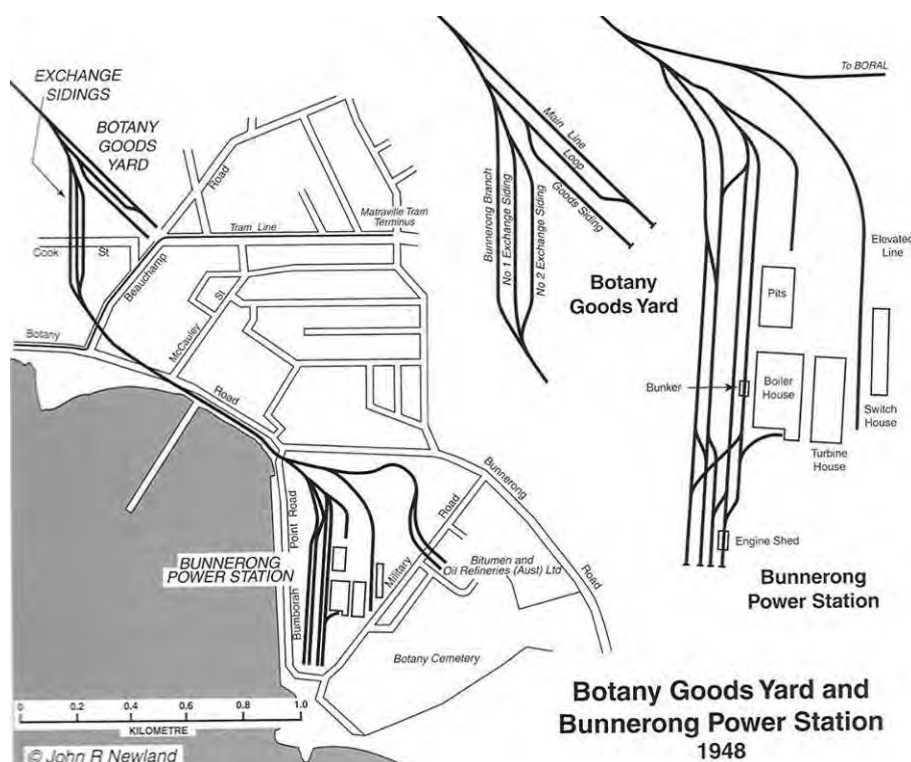 EXCHANGE
SIDINGS
BOTANY
GOODS
YARD
Road
Tram Line
Matraville Tram
Terminus
Cook St
Beauchamp
McCauley St
Botany
Road
Bunnerong
Road
Point Road
Bumborah
Military Road
BUNNERONG
POWER STATION
Bitumen and
Oil Refineries (Aust) Ltd
Botany Cemetery
0 0.2 0.4 0.6 0.8 1.0
KILOMETRE
© John R Newland
Main Line
Loop
Goods Siding
Bunnerong Branch
No 1 Exchange Siding
No 2 Exchange Siding
Botany
Goods Yard
To BORAL
Elevated
Line
Pits
Bunker
Boiler
House
Turbine
House
Switch
House
Engine Shed
Bunnerong
Power Station
Botany Goods Yard and
Bunnerong Power Station
1948